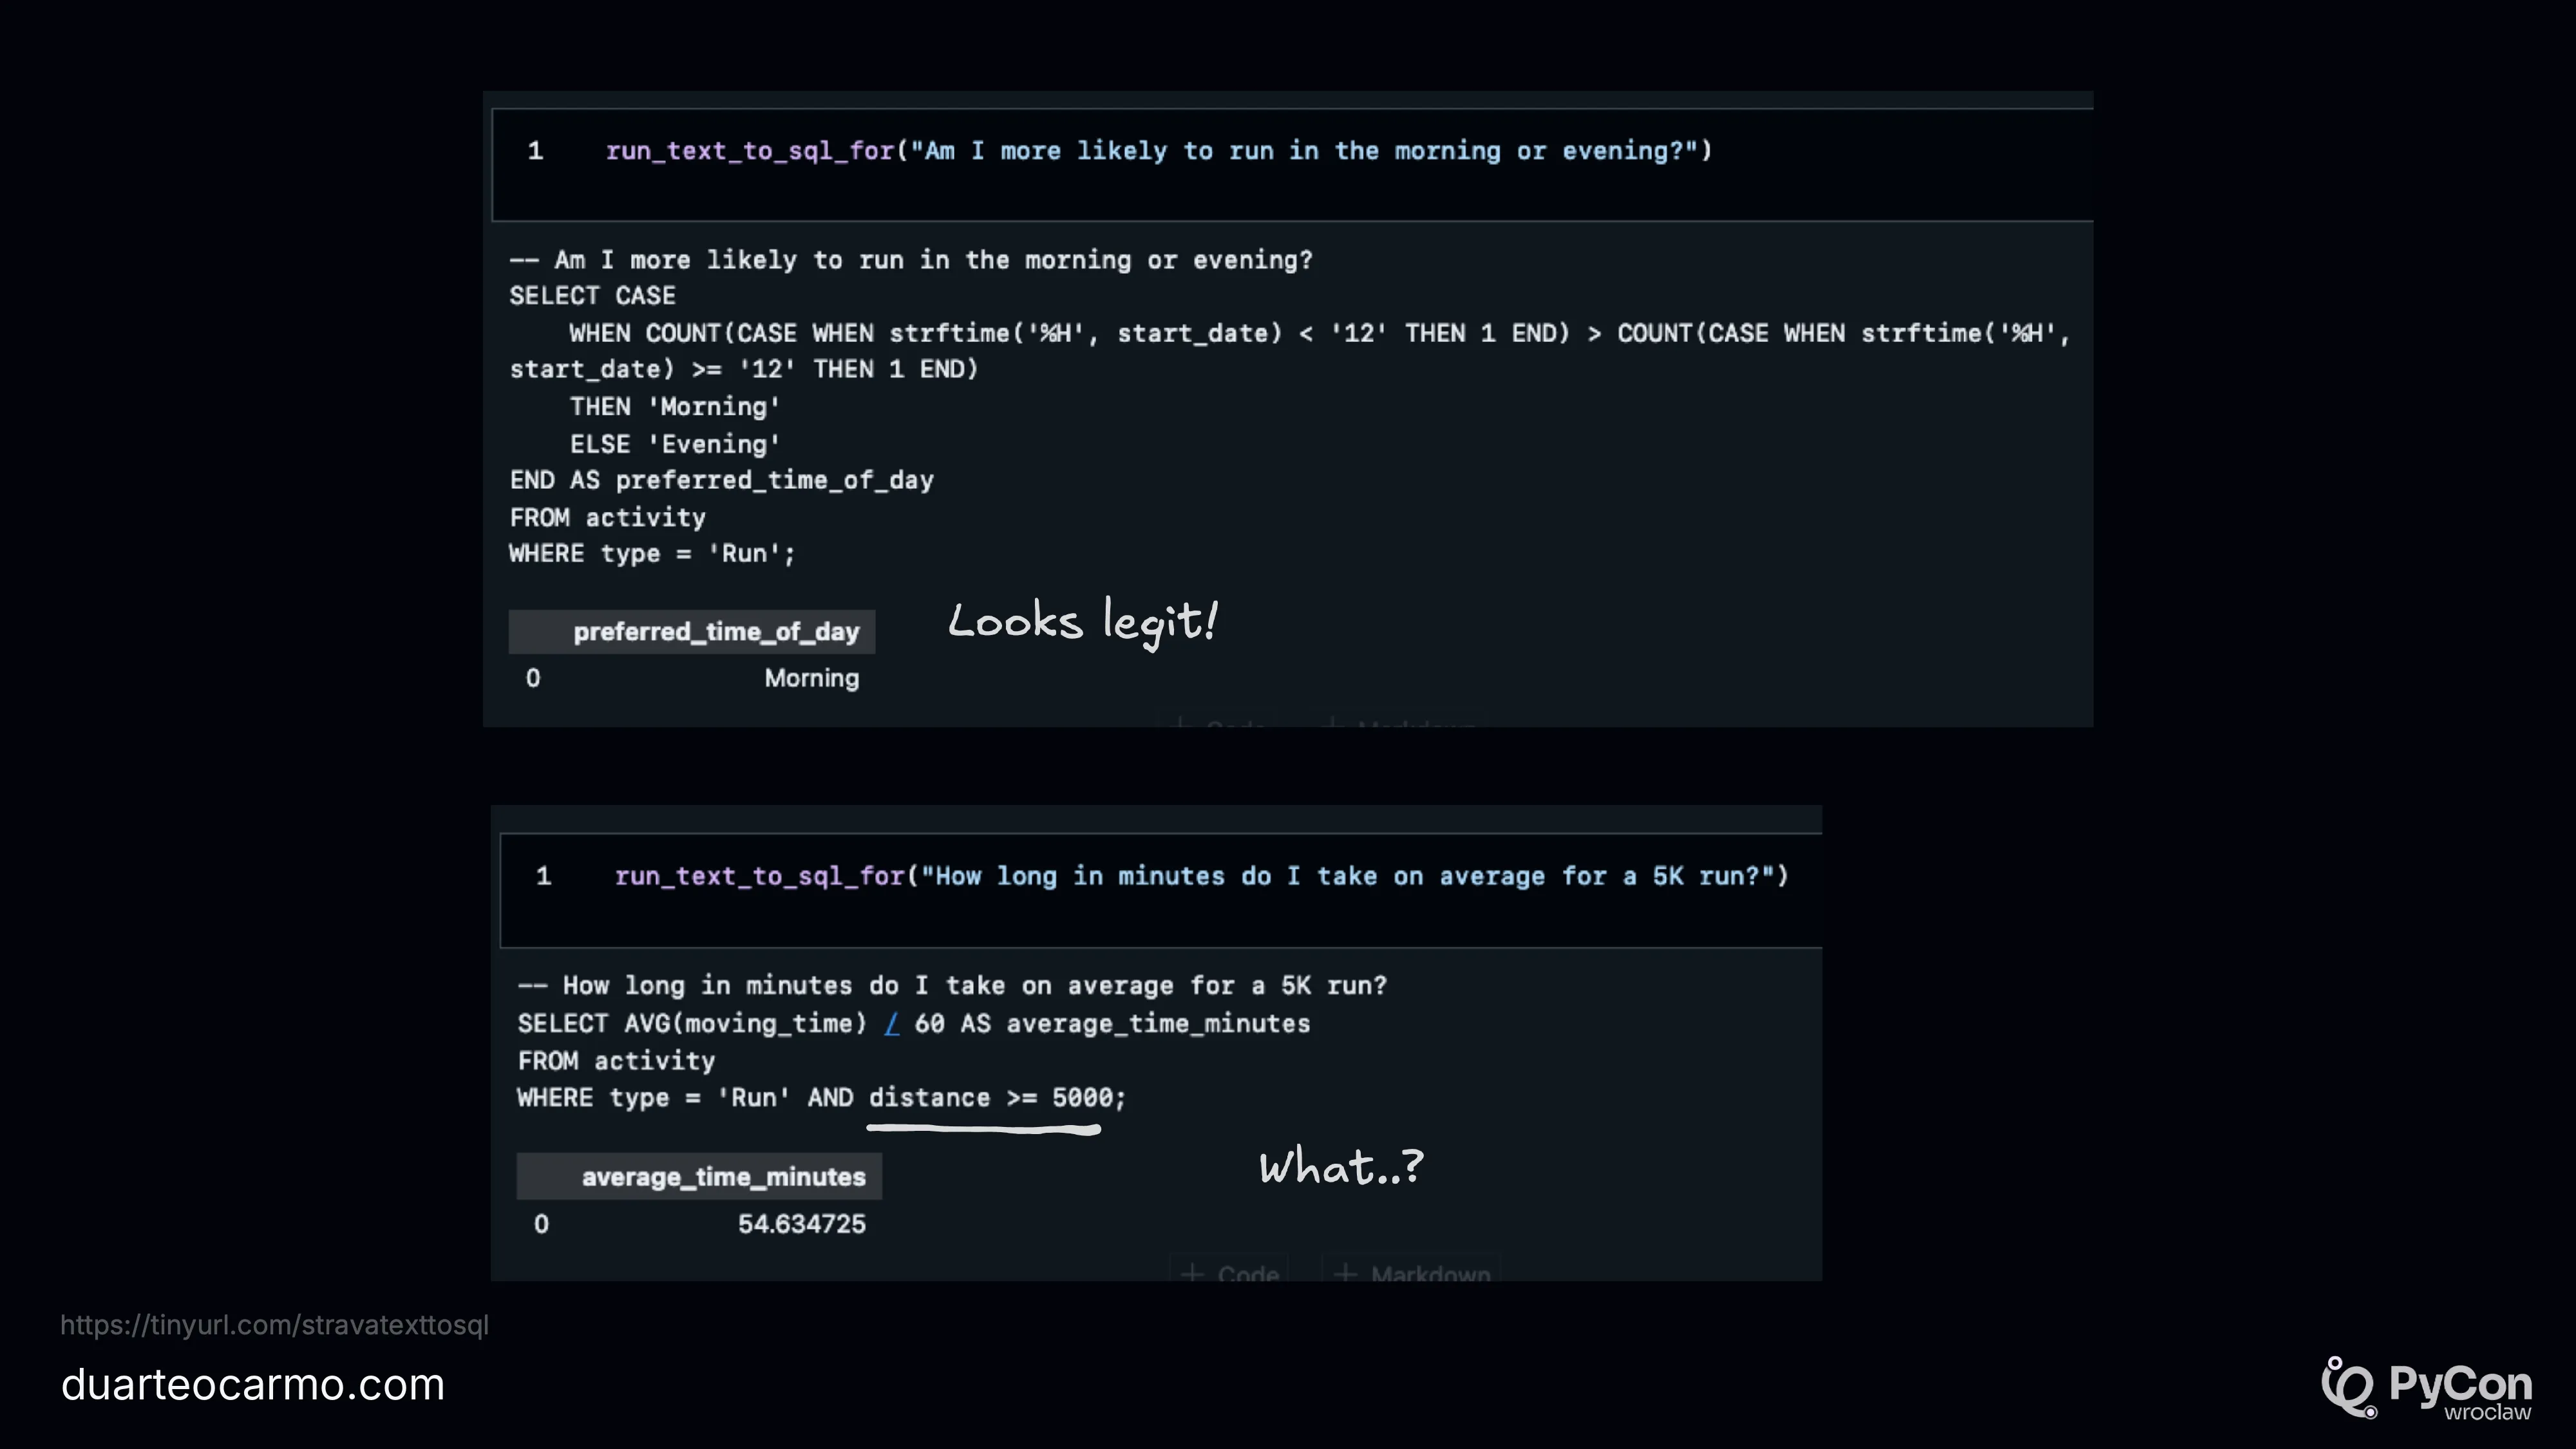 1 run_text_to_sql_for("Am I more likely to run in the morning or evening?")
-- Am I more likely to run in the morning or evening?
SELECT CASE
WHEN COUNT(CASE WHEN strftime('%H', start_date) < '12' THEN 1 END) > COUNT(CASE WHEN strftime('%H',
start_date) >= '12' THEN 1 END)
THEN 'Morning'
ELSE 'Evening'
END AS preferred_time_of_day
FROM activity
WHERE type = 'Run';
preferred_time_of_day
0 Morning
Looks legit!
+ Code + Markdown
1 run_text_to_sql_for("How long in minutes do I take on average for a 5K run?")
-- How long in minutes do I take on average for a 5K run?
SELECT AVG(moving_time) / 60 AS average_time_minutes
FROM activity
WHERE type = 'Run' AND distance >= 5000;
average_time_minutes
0 54.634725
What..?
+ Code + Markdown
https://tinyurl.com/stravatexttosql
duarteocarmo.com
PyCon
wroclaw